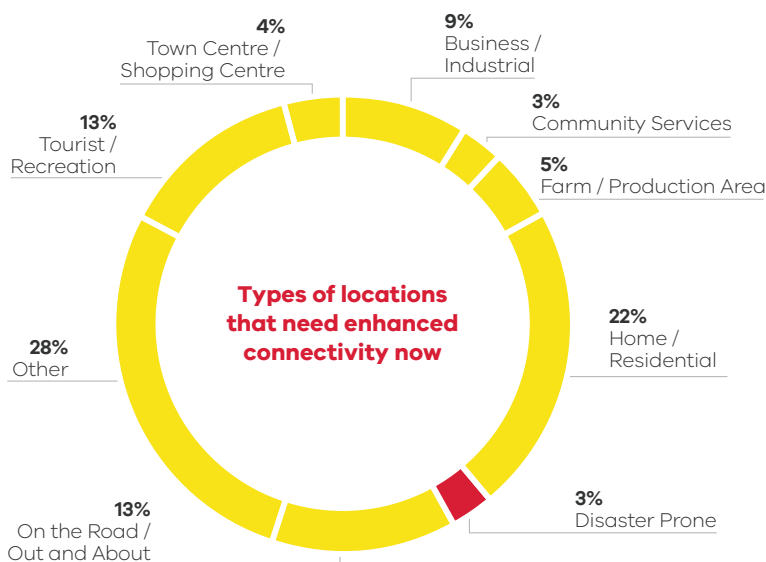 4%
Town Centre /
Shopping Centre
9%
Business /
Industrial
3%
Community Services
5%
Farm / Production Area
22%
Home /
Residential
3%
Disaster Prone
13%
On the Road /
Out and About
28%
Other
13%
Tourist /
Recreation
Types of locations
that need enhanced
connectivity now